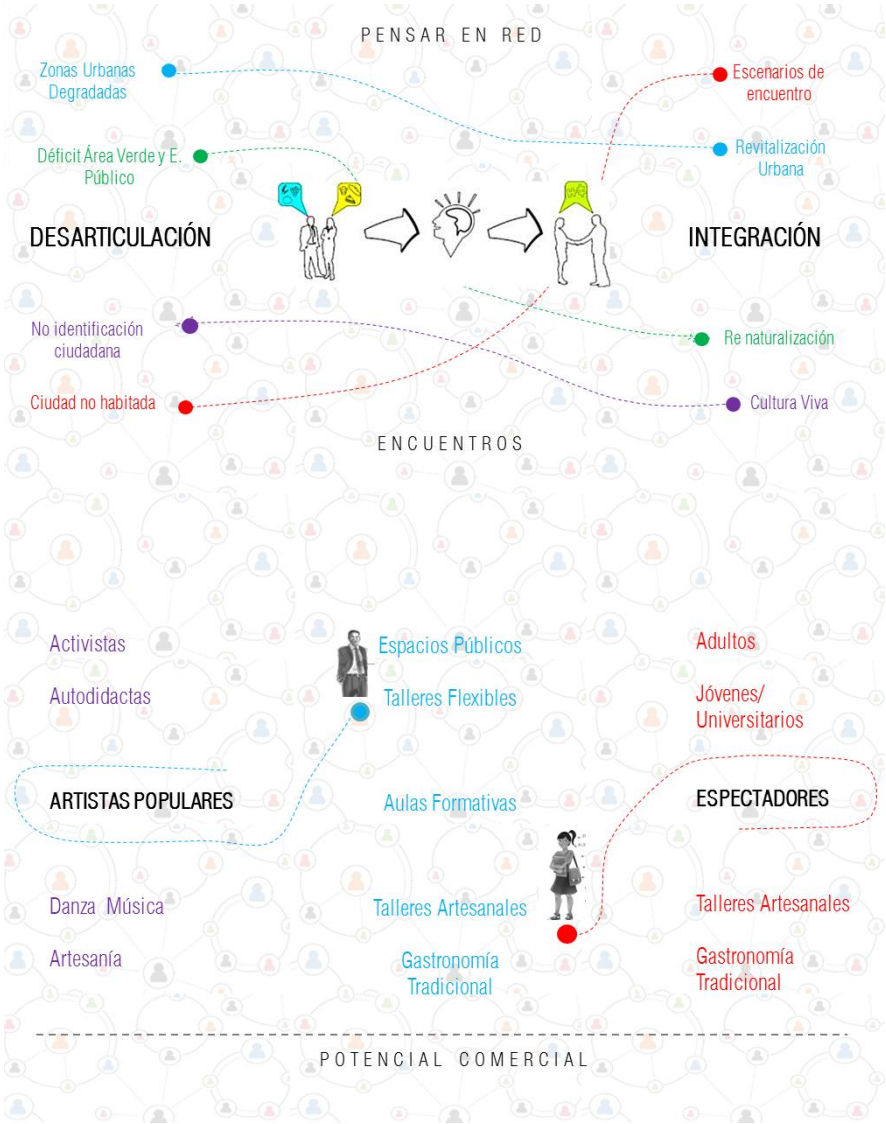 PENSAR EN RED
Zonas Urbanas
Degradadas
Escenarios de
encuentro
Déficit Área Verde y E.
Público
Revitalización
Urbana
DESARTICULACIÓN
INTEGRACIÓN
No identificación
ciudadana
Re naturalización
Ciudad no habitada
Cultura Viva
ENCUENTROS
Activistas
Espacios Públicos
Adultos
Autodidactas
Talleres Flexibles
Jóvenes/
Universitarios
ARTISTAS POPULARES
Aulas Formativas
ESPECTADORES
Danza Música
Talleres Artesanales
Talleres Artesanales
Artesanía
Gastronomía
Tradicional
Gastronomía
Tradicional
POTENCIAL COMERCIAL